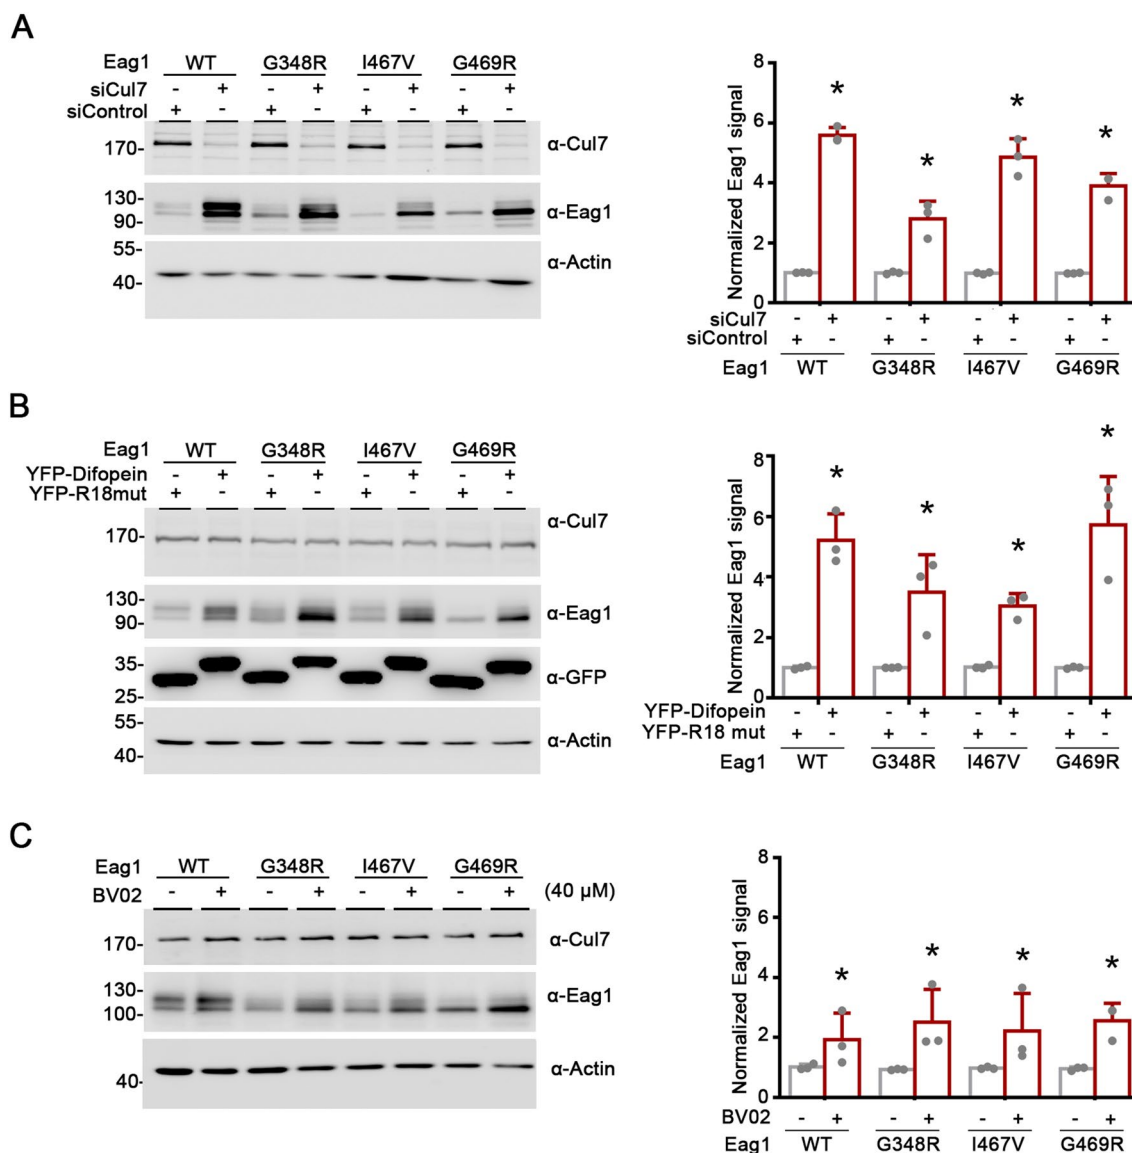 A
Eag1 WT G348R I467V G469R
siCul7 - + - + - + - +
siControl + - + - + - + -
170- α-Cul7
130-
90- α-Eag1
55-
40- α-Actin
Normalized Eag1 signal
8
6
4
2
0
* * * *
siCul7 - + - + - + - +
siControl + - + - + - + -
Eag1 WT G348R I467V G469R
B
Eag1 WT G348R I467V G469R
YFP-Difopein - + - + - + - +
YFP-R18mut + - + - + - + -
170- α-Cul7
130-
90- α-Eag1
35-
25- α-GFP
55-
40- α-Actin
Normalized Eag1 signal
8
6
4
2
0
* * * *
YFP-Difopein - + - + - + - +
YFP-R18 mut + - + - + - + -
Eag1 WT G348R I467V G469R
C
Eag1 WT G348R I467V G469R
BV02 - + - + - + - + (40 μM)
170- α-Cul7
130-
100- α-Eag1
40- α-Actin
Normalized Eag1 signal
8
6
4
2
0
* * * *
BV02 - + - + - + - +
Eag1 WT G348R I467V G469R